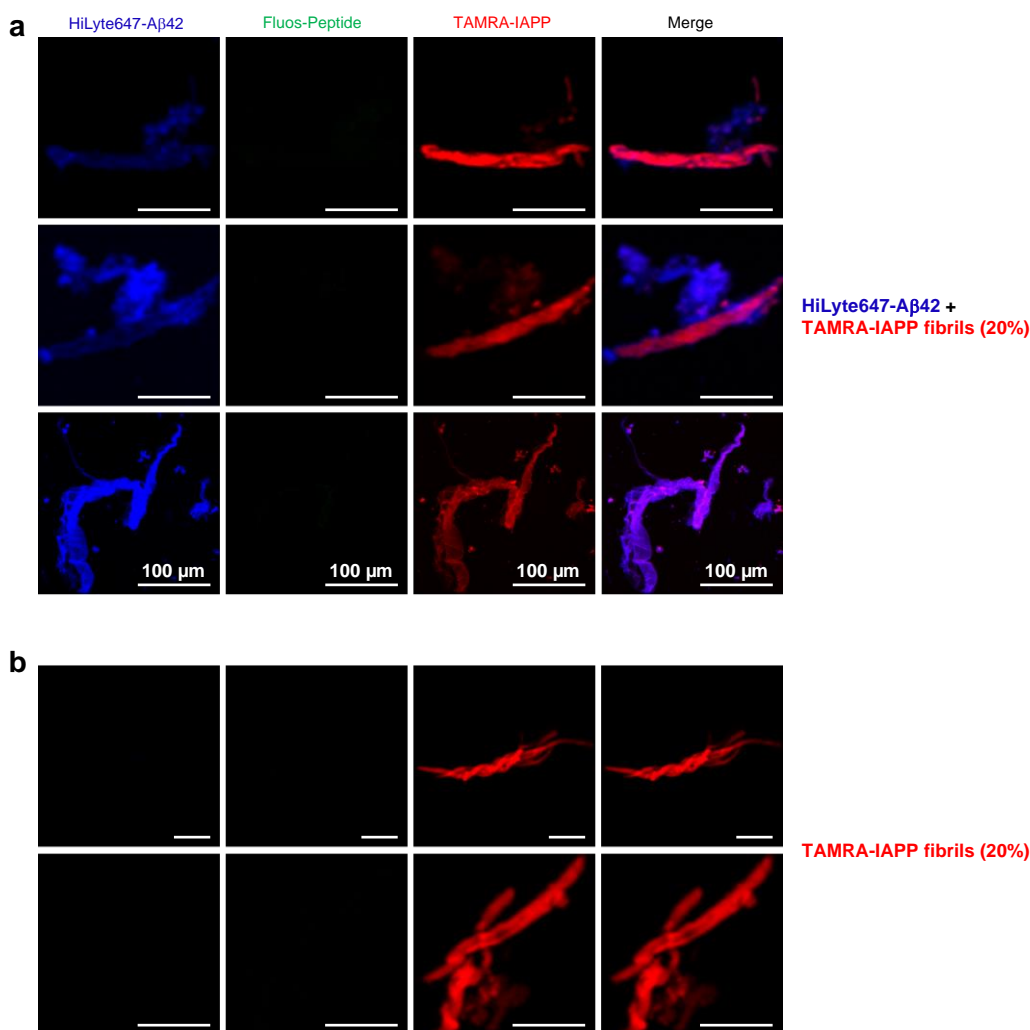 a
HiLyte647-Aβ42 Fluos-Peptide TAMRA-IAPP Merge
HiLyte647-Aβ42 +
TAMRA-IAPP fibrils (20%)
100 µm 100 µm 100 µm 100 µm
b
TAMRA-IAPP fibrils (20%)